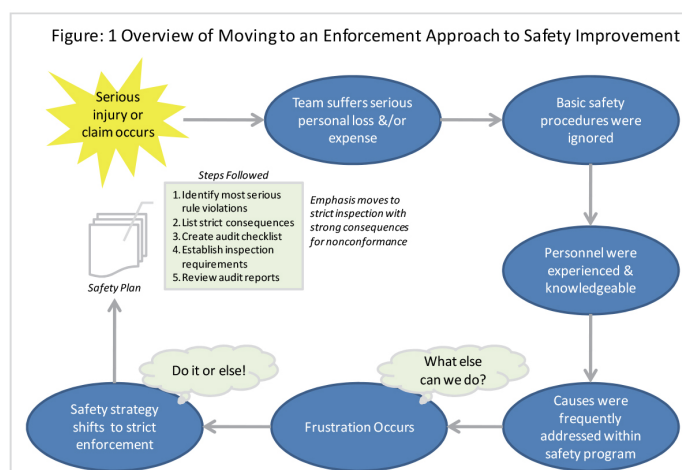 Figure: 1 Overview of Moving to an Enforcement Approach to Safety Improvement
Serious
injury or
claim occurs
Team suffers serious
personal loss &/or
expense
Basic safety
procedures were
ignored
Steps Followed
1. Identify most serious
rule violations
2. List strict consequences
3. Create audit checklist
4. Establish inspection
requirements
5. Review audit reports
Emphasis moves to
strict inspection with
strong consequences
for nonconformance
Safety Plan
Personnel were
experienced &
knowledgeable
Do it or else!
What else
can we do?
Safety strategy
shifts to strict
enforcement
Frustration Occurs
Causes were
frequently
addressed within
safety program